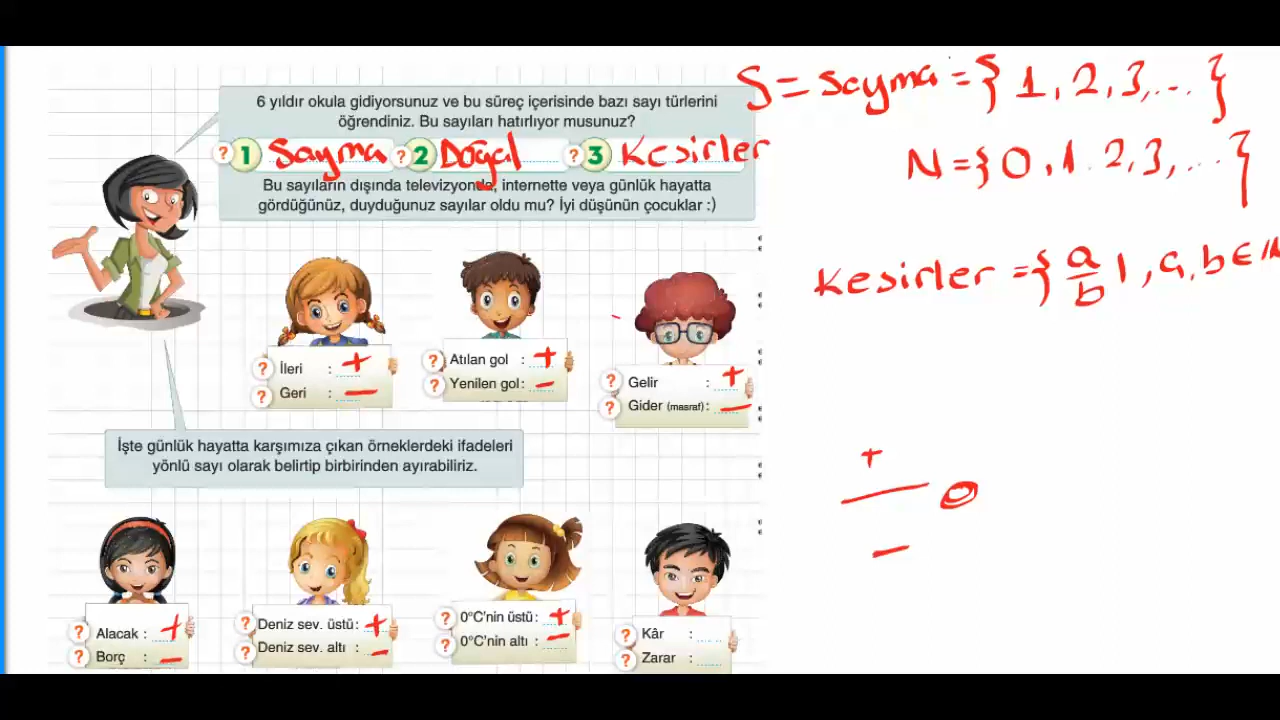 6 yıldır okula gidiyorsunuz ve bu süreç içerisinde bazı sayı türlerini
öğrendiniz. Bu sayıları hatırlıyor musunuz?
? 1 Sayma ? 2 Doğal ? 3 Kesirler
Bu sayıların dışında televizyonda, internette veya günlük hayatta
gördüğünüz, duyduğunuz sayılar oldu mu? İyi düşünün çocuklar :)
S = Sayma = {1, 2, 3, ... }
N = {0, 1, 2, 3, ... }
Kesirler = { a/b | , a, b ∈
? İleri : +
? Geri : −
? Atılan gol : +
? Yenilen gol : −
? Gelir : +
? Gider (masraf) : −
İşte günlük hayatta karşımıza çıkan örneklerdeki ifadeleri
yönlü sayı olarak belirtip birbirinden ayırabiliriz.
+
— 0
−
? Alacak : +
? Borç : −
? Deniz sev. üstü : +
? Deniz sev. altı : −
? 0°C'nin üstü : +
? 0°C'nin altı : −
? Kâr :
? Zarar :